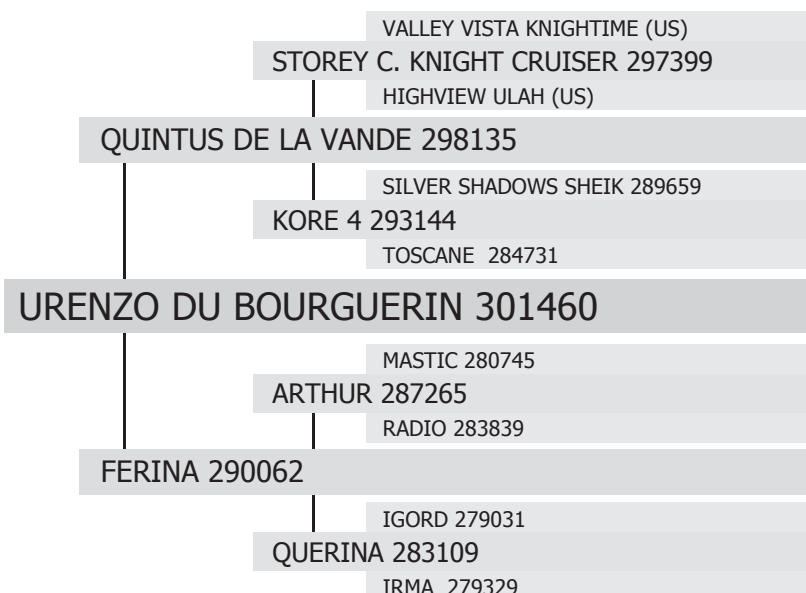 VALLEY VISTA KNIGHTIME (US)
STOREY C. KNIGHT CRUISER 297399
HIGHVIEW ULAH (US)
QUINTUS DE LA VANDE 298135
SILVER SHADOWS SHEIK 289659
KORE 4 293144
TOSCANE 284731
URENZO DU BOURGUERIN 301460
MASTIC 280745
ARTHUR 287265
RADIO 283839
FERINA 290062
IGORD 279031
QUERINA 283109
IRMA 279329